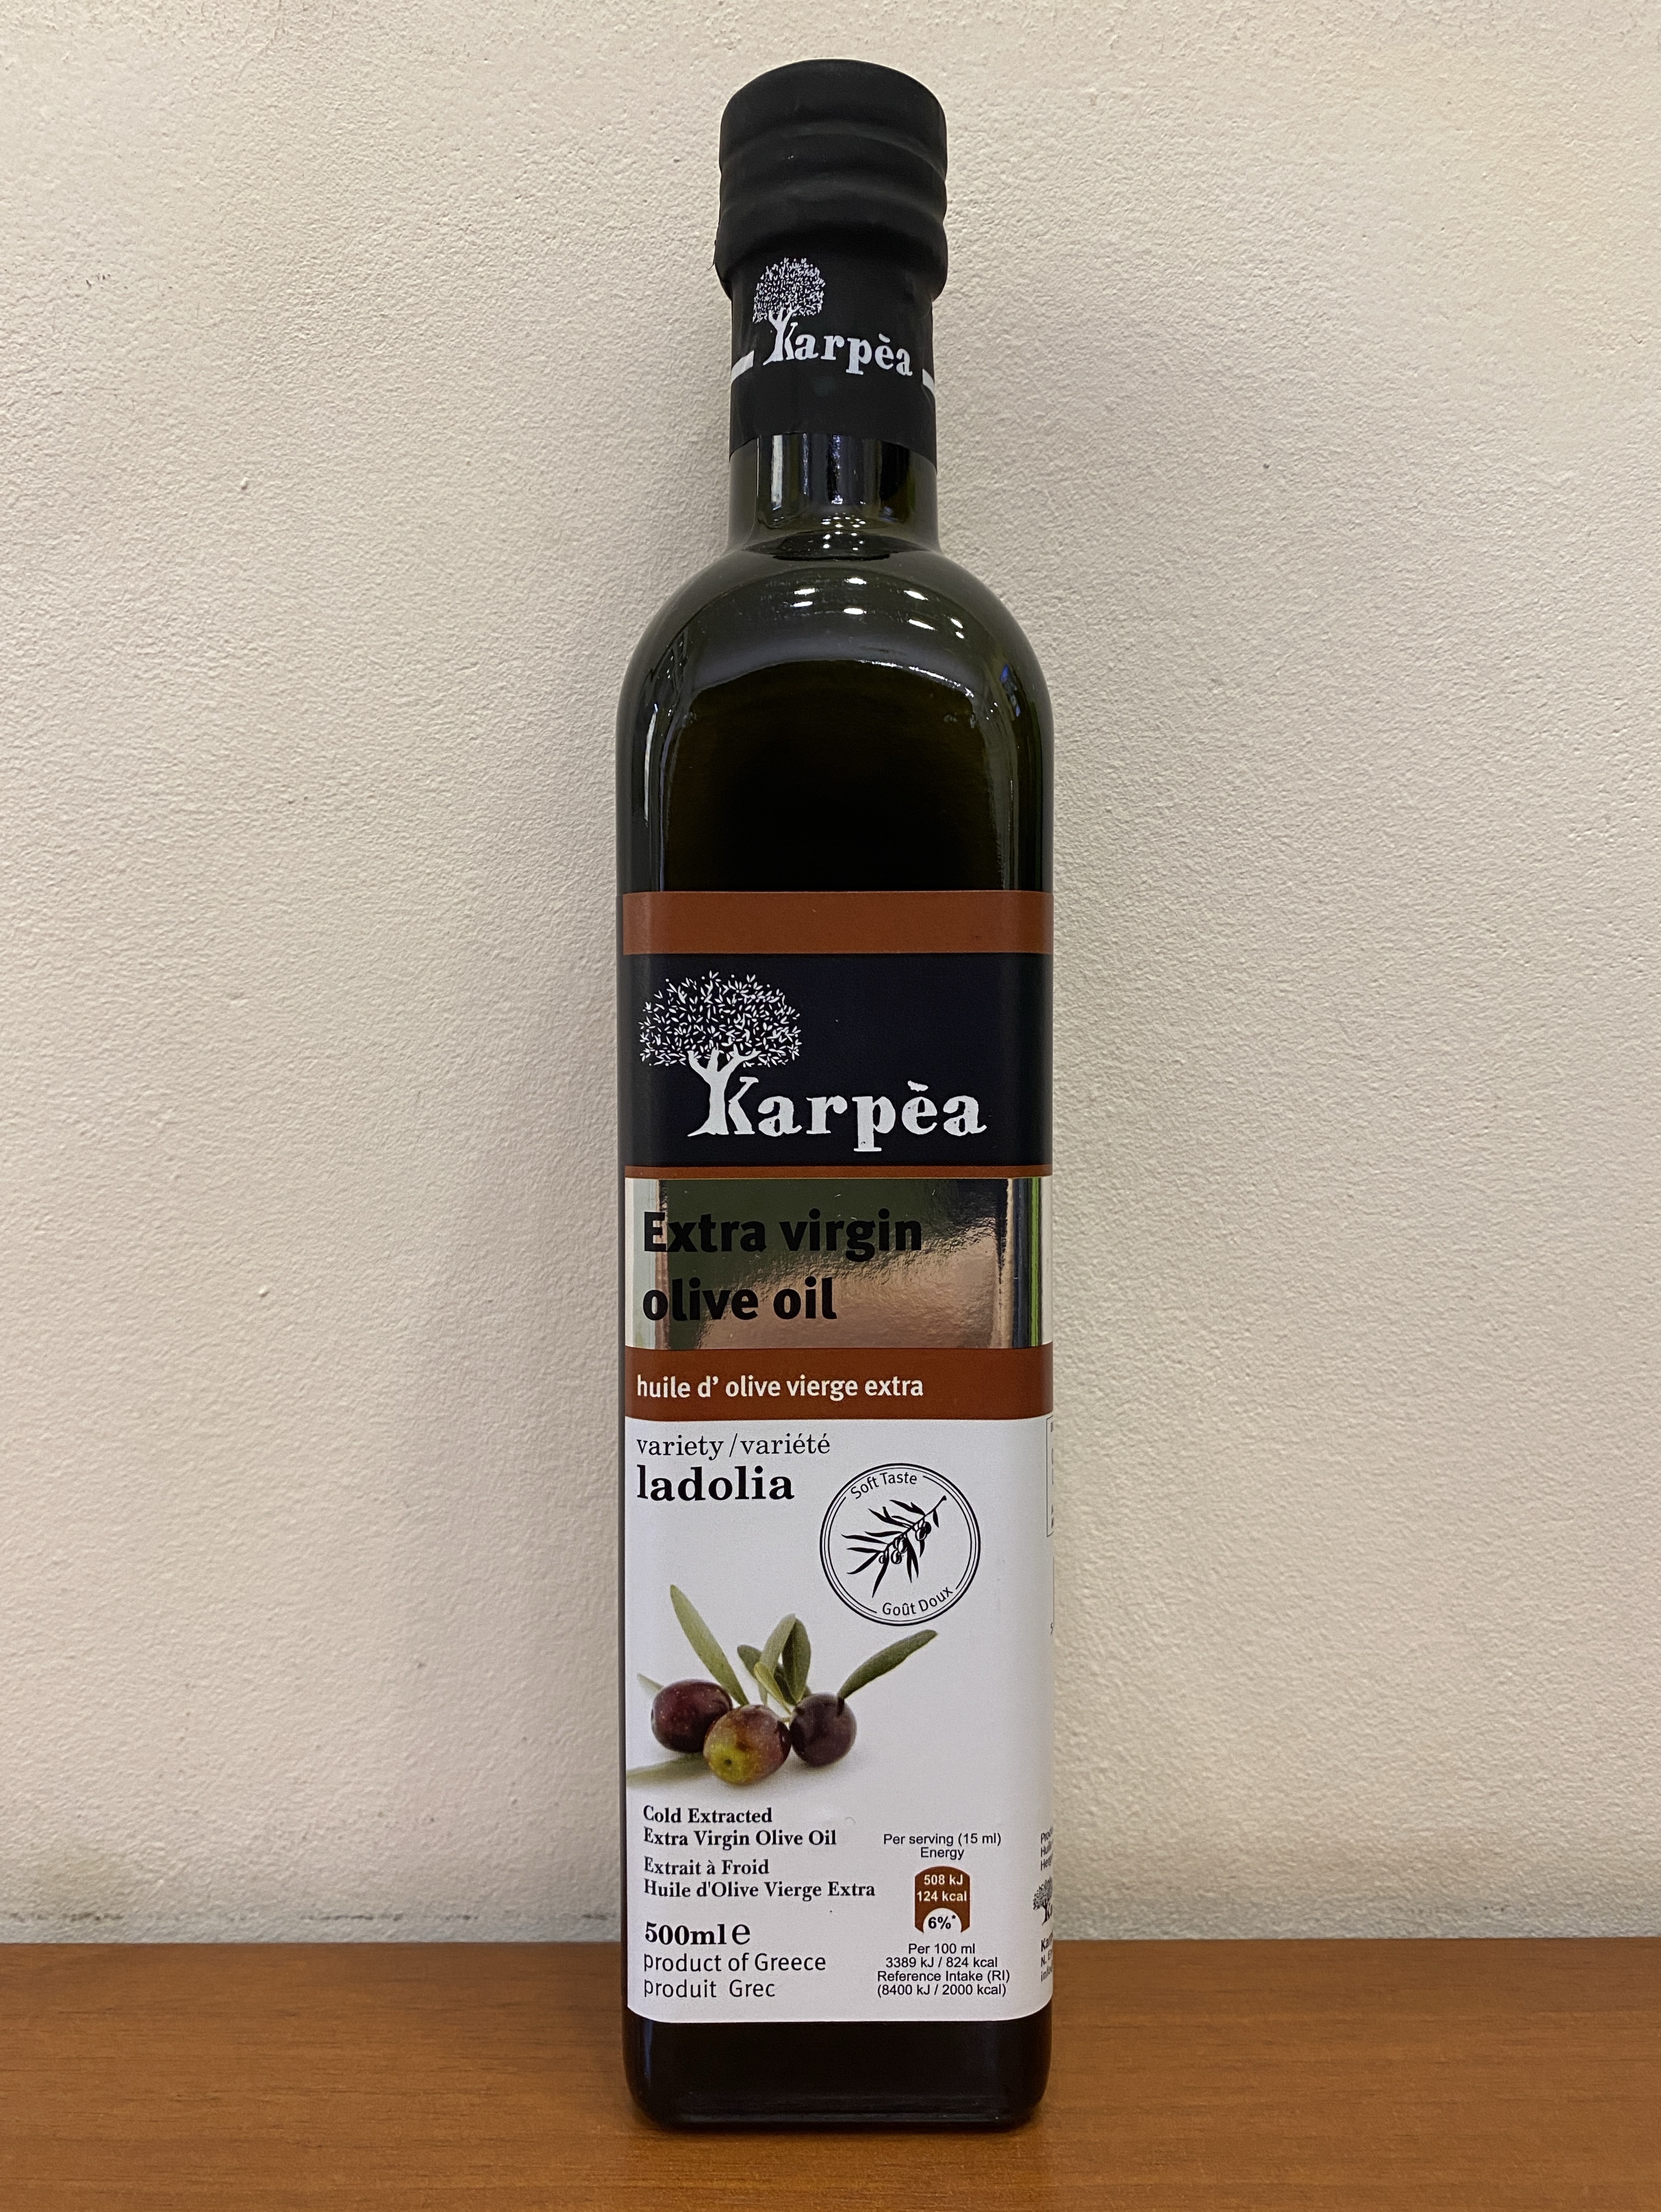 Karpèa
Karpèa
Extra virgin
olive oil
huile d' olive vierge extra
variety /variété
ladolia
Soft Taste
Goût Doux
Cold Extracted
Extra Virgin Olive Oil
Extrait à Froid
Huile d'Olive Vierge Extra
500ml e
product of Greece
produit Grec
Per serving (15 ml)
Energy
508 kJ
124 kcal
6%*
Per 100 ml
3389 kJ / 824 kcal
Reference Intake (RI)
(8400 kJ / 2000 kcal)